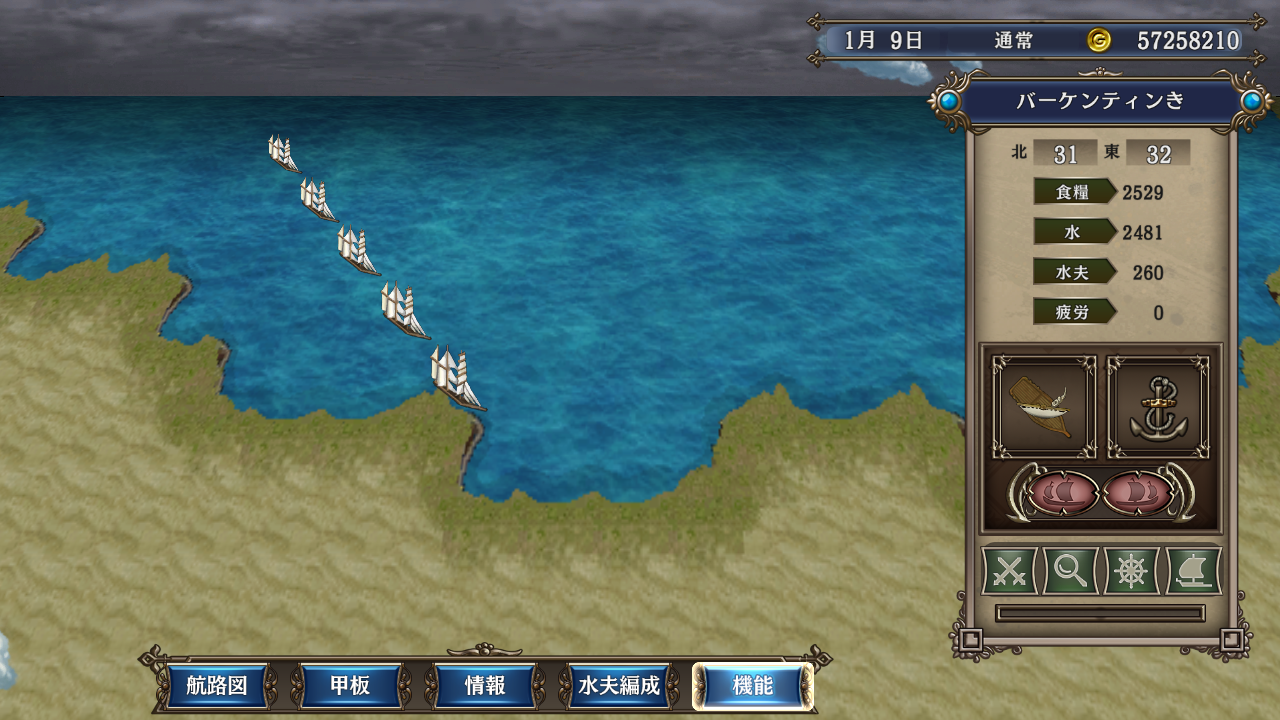 1月 9日 通常 G 57258210
バーケンティンき
北 31 東 32
食糧 2529
水 2481
水夫 260
疲労 0
航路図 甲板 情報 水夫編成 機能